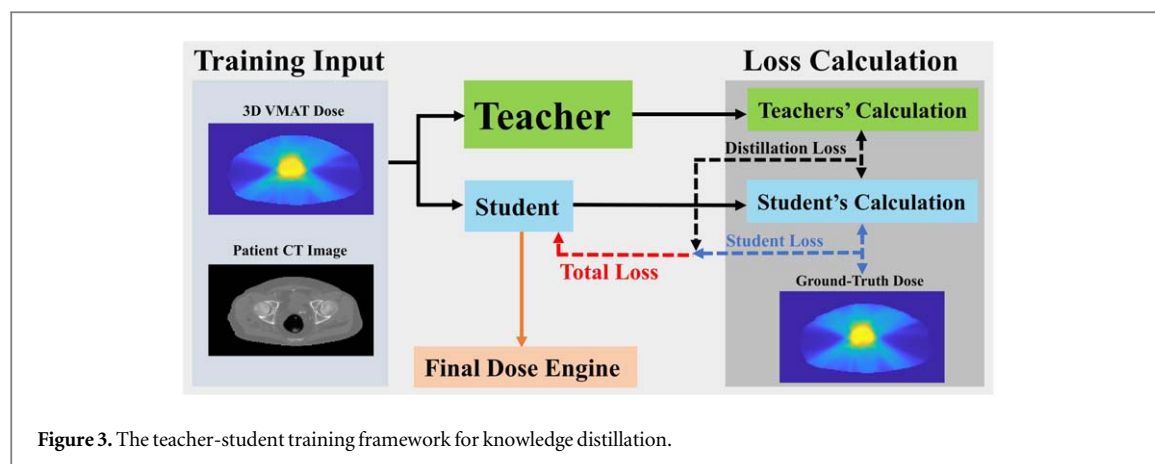 Training Input
3D VMAT Dose
Patient CT Image
Teacher
Student
Total Loss
Final Dose Engine
Loss Calculation
Teachers' Calculation
Distillation Loss
Student's Calculation
Student Loss
Ground-Truth Dose
Figure 3. The teacher-student training framework for knowledge distillation.